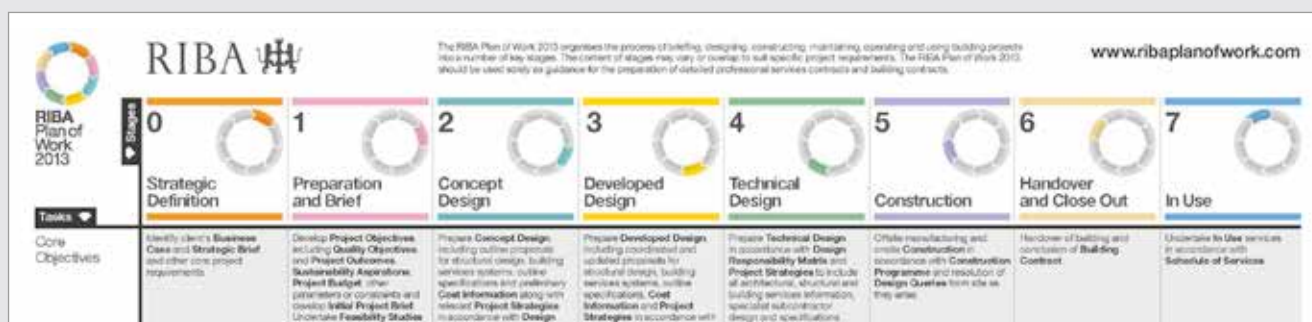 RIBA
The RIBA Plan of Work 2013 organises the process of briefing, designing, constructing, maintaining, operating and using building projects
into a number of key stages. The content of stages may vary or overlap to suit specific project requirements. The RIBA Plan of Work 2013
should be used solely as guidance for the preparation of detailed professional services contracts and building contracts.
www.ribaplanofwork.com
RIBA
Plan of
Work
2013
Stages
0
Strategic
Definition
1
Preparation
and Brief
2
Concept
Design
3
Developed
Design
4
Technical
Design
5
Construction
6
Handover
and Close Out
7
In Use
Tasks
Core
Objectives
Identify client's Business
Case and Strategic Brief
and other core project
requirements.
Develop Project Objectives,
including Quality Objectives
and Project Outcomes,
Sustainability Aspirations,
Project Budget, other
parameters or constraints and
develop Initial Project Brief.
Undertake Feasibility Studies
Prepare Concept Design,
including outline proposals
for structural design, building
services systems, outline
specifications and preliminary
Cost Information along with
relevant Project Strategies
in accordance with Design
Prepare Developed Design,
including coordinated and
updated proposals for
structural design, building
services systems, outline
specifications, Cost
Information and Project
Strategies in accordance with
Prepare Technical Design
in accordance with Design
Responsibility Matrix and
Project Strategies to include
all architectural, structural and
building services information,
specialist subcontractor
design and specifications,
Offsite manufacturing and
onsite Construction in
accordance with Construction
Programme and resolution of
Design Queries from site as
they arise.
Handover of building and
conclusion of Building
Contract.
Undertake In Use services
in accordance with
Schedule of Services.